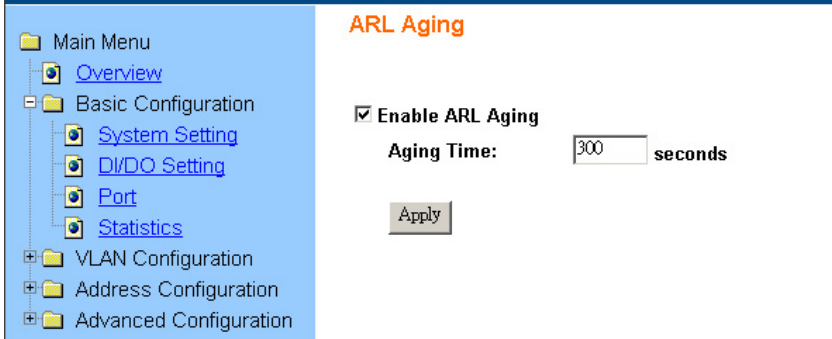 Main Menu
Overview
Basic Configuration
System Setting
DI/DO Setting
Port
Statistics
VLAN Configuration
Address Configuration
Advanced Configuration
ARL Aging
Enable ARL Aging
Aging Time: 300 seconds
Apply